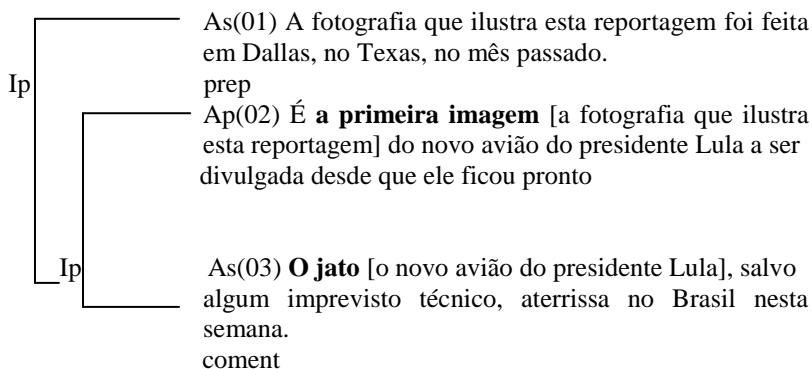 As(01) A fotografia que ilustra esta reportagem foi feita
em Dallas, no Texas, no mês passado.
Ip
prep
Ap(02) É a primeira imagem [a fotografia que ilustra
esta reportagem] do novo avião do presidente Lula a ser
divulgada desde que ele ficou pronto
Ip
As(03) O jato [o novo avião do presidente Lula], salvo
algum imprevisto técnico, aterrissa no Brasil nesta
semana.
coment